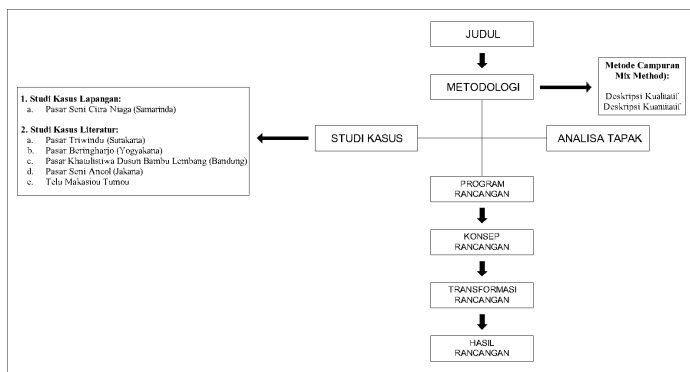 JUDUL
METODOLOGI
Metode Campuran
Mix Method):
Deskripsi Kualitatif
Deskripsi Kuantitatif
1. Studi Kasus Lapangan:
a. Pasar Seni Citra Niaga (Samarinda)
2. Studi Kasus Literatur:
a. Pasar Triwindu (Surakarta)
b. Pasar Beringharjo (Yogyakarta)
c. Pasar Khatulistiwa Dusun Bambu Lembang (Bandung)
d. Pasar Seni Ancol (Jakarta)
e. Telu Makasiou Tumou
STUDI KASUS
ANALISA TAPAK
PROGRAM
RANCANGAN
KONSEP
RANCANGAN
TRANSFORMASI
RANCANGAN
HASIL
RANCANGAN